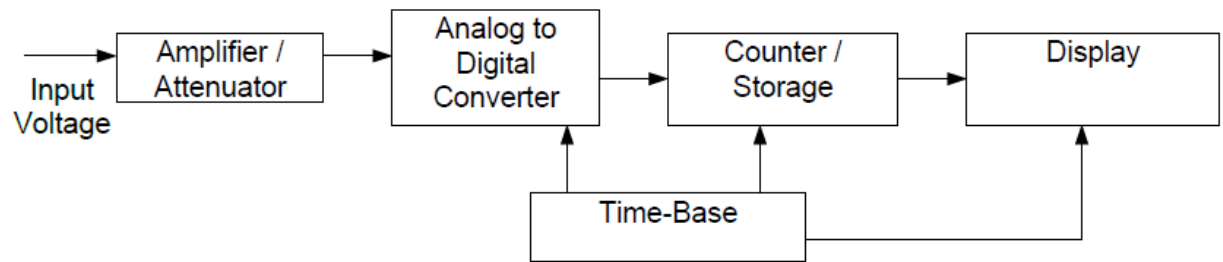 Input
Voltage
Amplifier /
Attenuator
Analog to
Digital
Converter
Counter /
Storage
Display
Time-Base